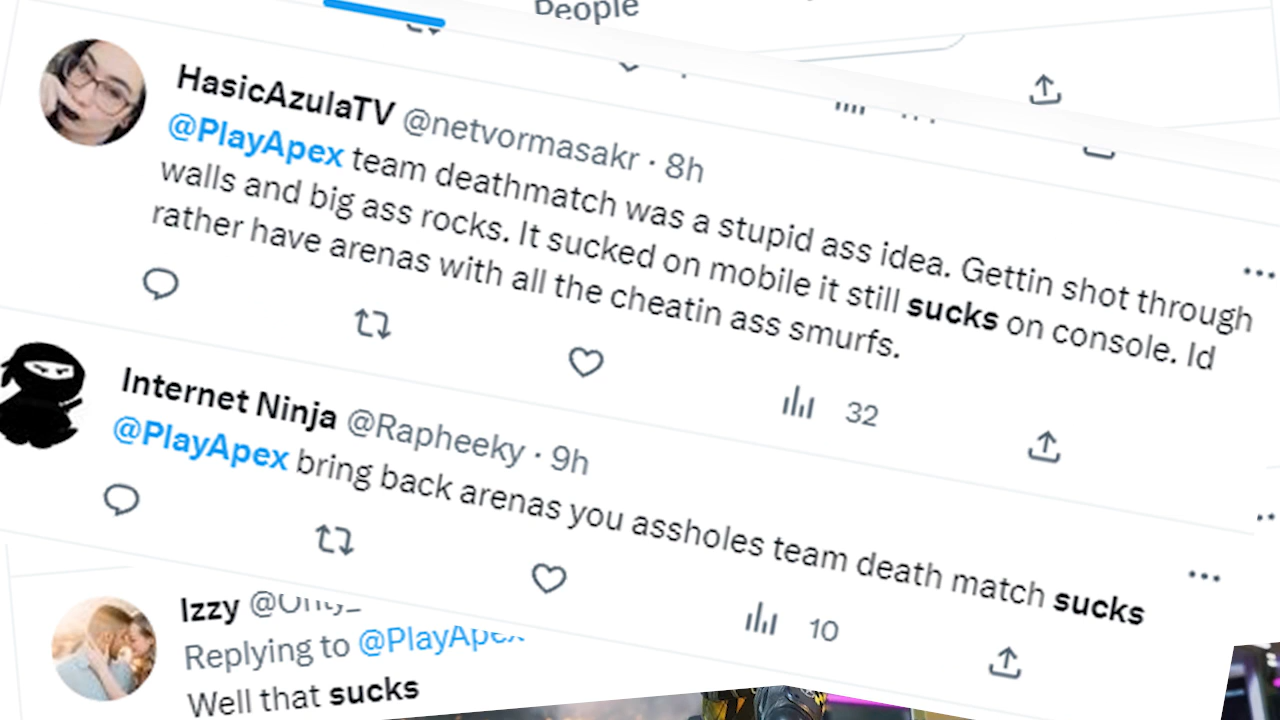 People
HasicAzulaTV @netvormasakr · 8h
@PlayApex team deathmatch was a stupid ass idea. Gettin shot through
walls and big ass rocks. It sucked on mobile it still sucks on console. Id
rather have arenas with all the cheatin ass smurfs.
32
Internet Ninja @Rapheeky · 9h
@PlayApex bring back arenas you assholes team death match sucks
10
Izzy
Replying to @PlayApex
Well that sucks